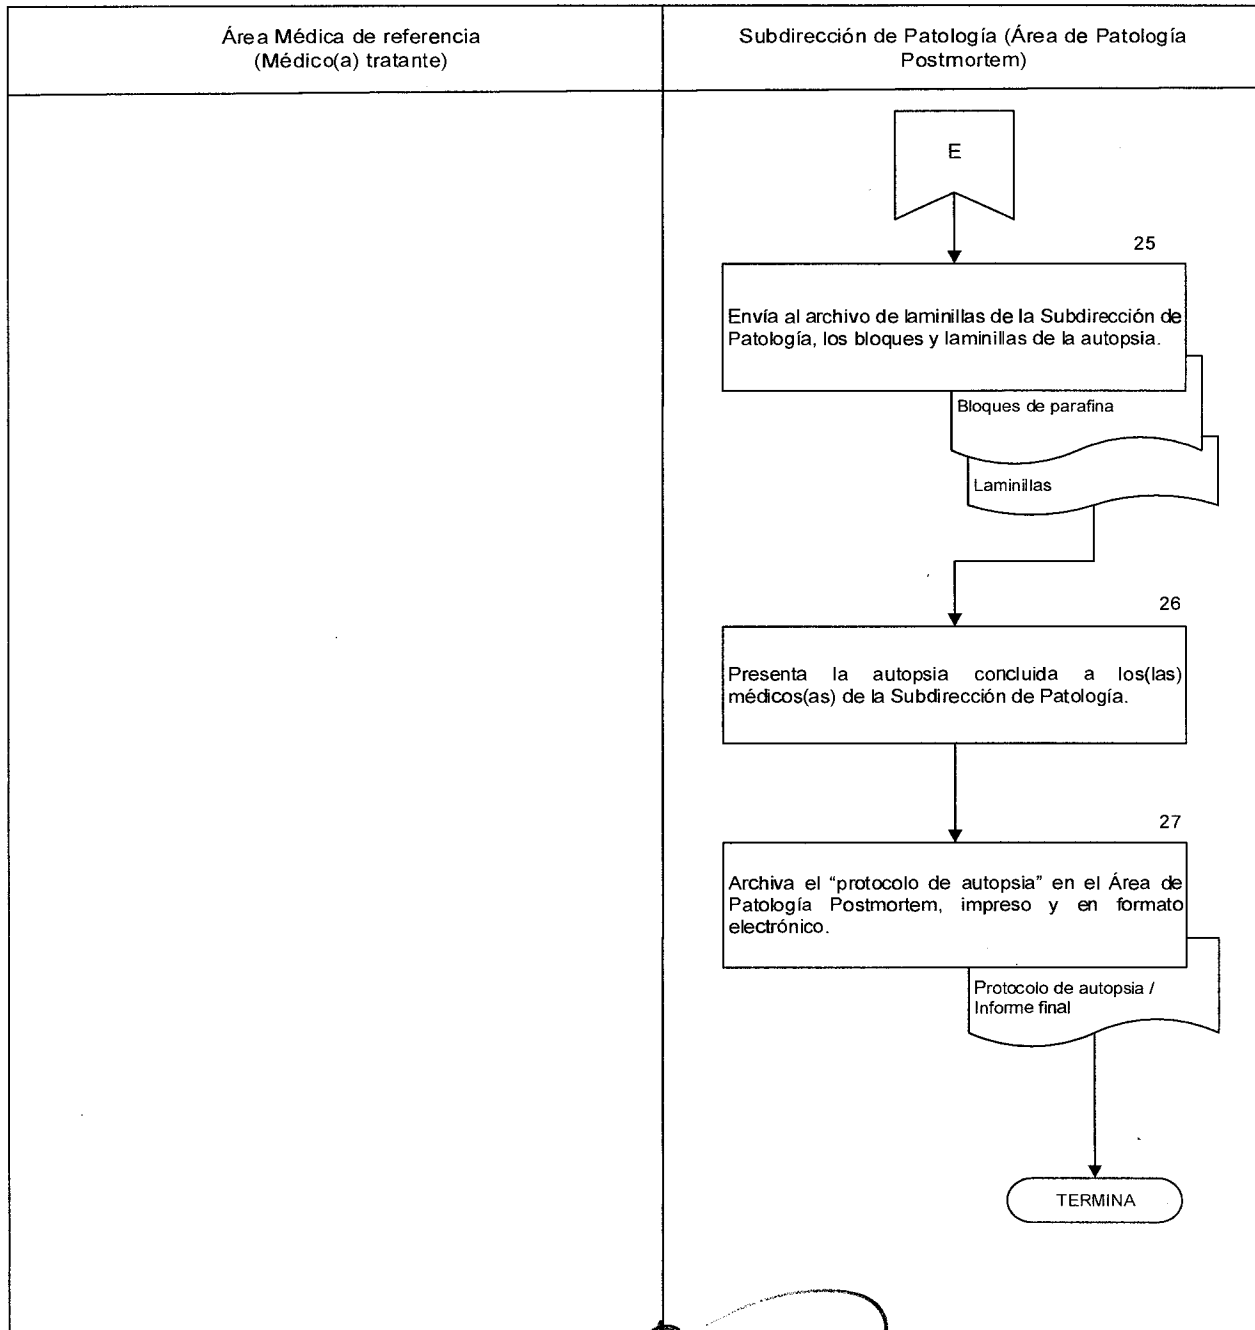 Área Médica de referencia
(Médico(a) tratante)
Subdirección de Patología (Área de Patología
Postmortem)
E
25
Envía al archivo de laminillas de la Subdirección de
Patología, los bloques y laminillas de la autopsia.
Bloques de parafina
Laminillas
26
Presenta la autopsia concluida a los(las)
médicos(as) de la Subdirección de Patología.
27
Archiva el “protocolo de autopsia” en el Área de
Patología Postmortem, impreso y en formato
electrónico.
Protocolo de autopsia /
Informe final
TERMINA